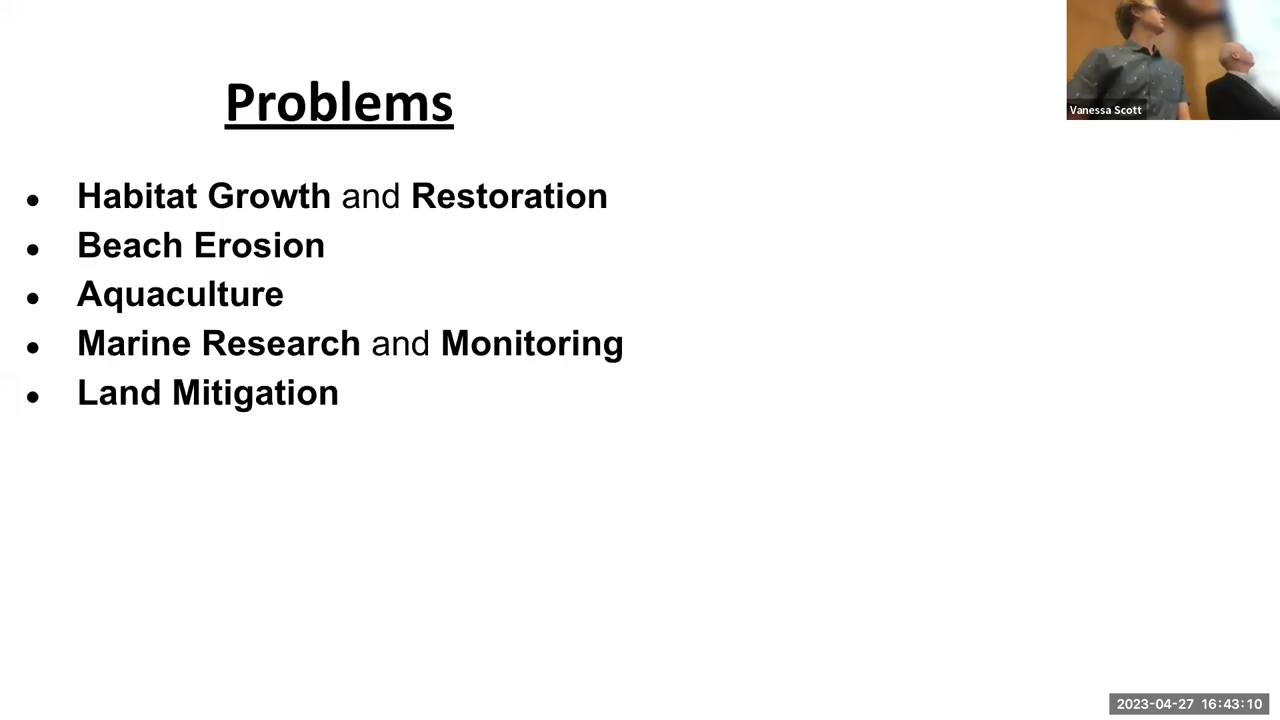 Problems
Vanessa Scott
● Habitat Growth and Restoration
● Beach Erosion
● Aquaculture
● Marine Research and Monitoring
● Land Mitigation
2023-04-27 16:43:10